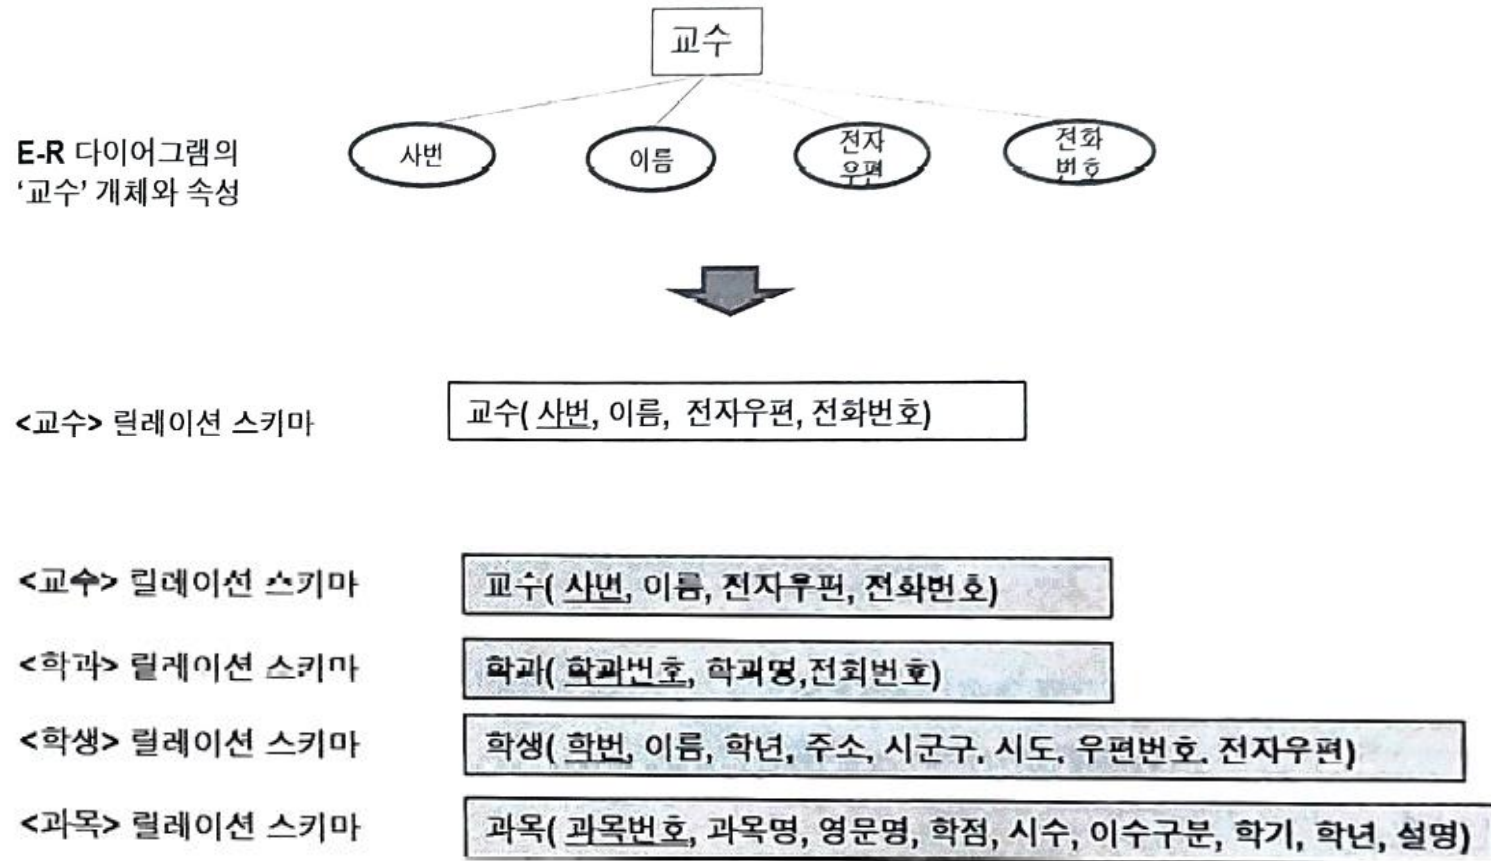 교수
사번
이름
전자
우편
전화
번호
E-R 다이어그램의
‘교수’ 개체와 속성
<교수> 릴레이션 스키마
교수( 사번, 이름, 전자우편, 전화번호)
<교수> 릴레이션 스키마
교수( 사번, 이름, 전자우편, 전화번호)
<학과> 릴레이션 스키마
학과( 학과번호, 학과명,전화번호)
<학생> 릴레이션 스키마
학생( 학번, 이름, 학년, 주소, 시군구, 시도, 우편번호. 전자우편)
<과목> 릴레이션 스키마
과목( 과목번호, 과목명, 영문명, 학점, 시수, 이수구분, 학기, 학년, 설명)